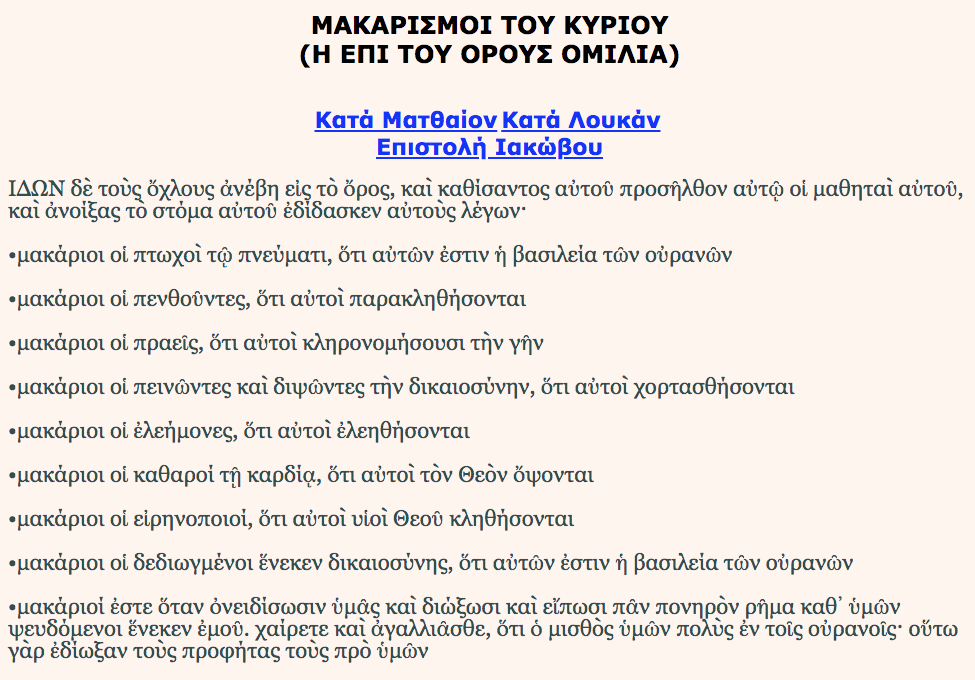 ΜΑΚΑΡΙΣΜΟΙ ΤΟΥ ΚΥΡΙΟΥ
(Η ΕΠΙ ΤΟΥ ΟΡΟΥΣ ΟΜΙΛΙΑ)
Κατά Ματθαίον Κατά Λουκάν
Επιστολή Ιακώβου
ΙΔΩΝ δὲ τοὺς ὄχλους ἀνέβη εἰς τὸ ὄρος, καὶ καθίσαντος αὐτοῦ προσῆλθον αὐτῷ οἱ μαθηταὶ αὐτοῦ,
καὶ ἀνοίξας τὸ στόμα αὐτοῦ ἐδίδασκεν αὐτοὺς λέγων·
•μακάριοι οἱ πτωχοὶ τῷ πνεύματι, ὅτι αὐτῶν ἐστιν ἡ βασιλεία τῶν οὐρανῶν
•μακάριοι οἱ πενθοῦντες, ὅτι αὐτοὶ παρακληθήσονται
•μακάριοι οἱ πραεῖς, ὅτι αὐτοὶ κληρονομήσουσι τὴν γῆν
•μακάριοι οἱ πεινῶντες καὶ διψῶντες τὴν δικαιοσύνην, ὅτι αὐτοὶ χορτασθήσονται
•μακάριοι οἱ ἐλεήμονες, ὅτι αὐτοὶ ἐλεηθήσονται
•μακάριοι οἱ καθαροί τῇ καρδίᾳ, ὅτι αὐτοὶ τὸν Θεὸν ὄψονται
•μακάριοι οἱ εἰρηνοποιοί, ὅτι αὐτοὶ υἱοὶ Θεοῦ κληθήσονται
•μακάριοι οἱ δεδιωγμένοι ἕνεκεν δικαιοσύνης, ὅτι αὐτῶν ἐστιν ἡ βασιλεία τῶν οὐρανῶν
•μακάριοί ἐστε ὅταν ὀνειδίσωσιν ὑμᾶς καὶ διώξωσι καὶ εἴπωσι πᾶν πονηρὸν ρῆμα καθ᾿ ὑμῶν
ψευδόμενοι ἕνεκεν ἐμοῦ. χαίρετε καὶ ἀγαλλιᾶσθε, ὅτι ὁ μισθὸς ὑμῶν πολὺς ἐν τοῖς οὐρανοῖς· οὕτω
γὰρ ἐδίωξαν τοὺς προφήτας τοὺς πρὸ ὑμῶν